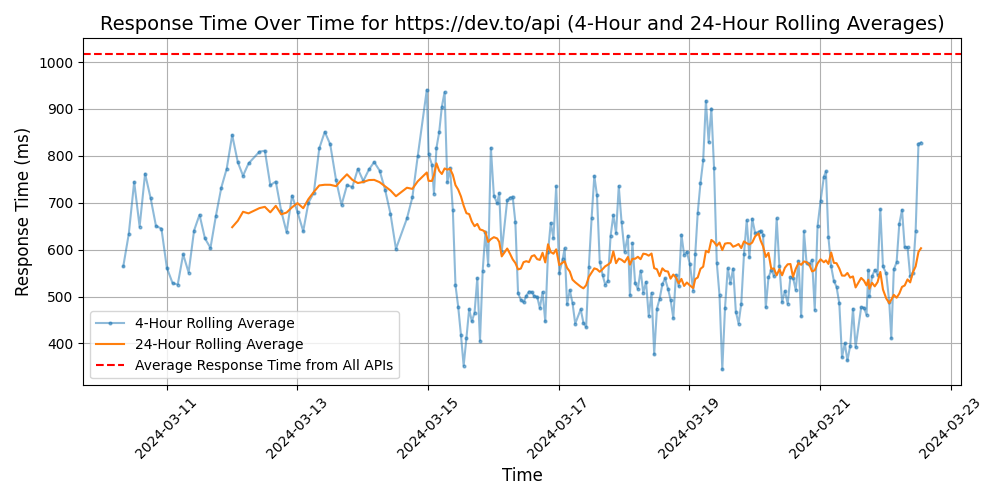 Response Time Over Time for https://dev.to/api (4-Hour and 24-Hour Rolling Averages)
Response Time (ms)
1000
900
800
700
600
500
400
4-Hour Rolling Average
24-Hour Rolling Average
Average Response Time from All APIs
2024-03-11
2024-03-13
2024-03-15
2024-03-17
2024-03-19
2024-03-21
2024-03-23
Time